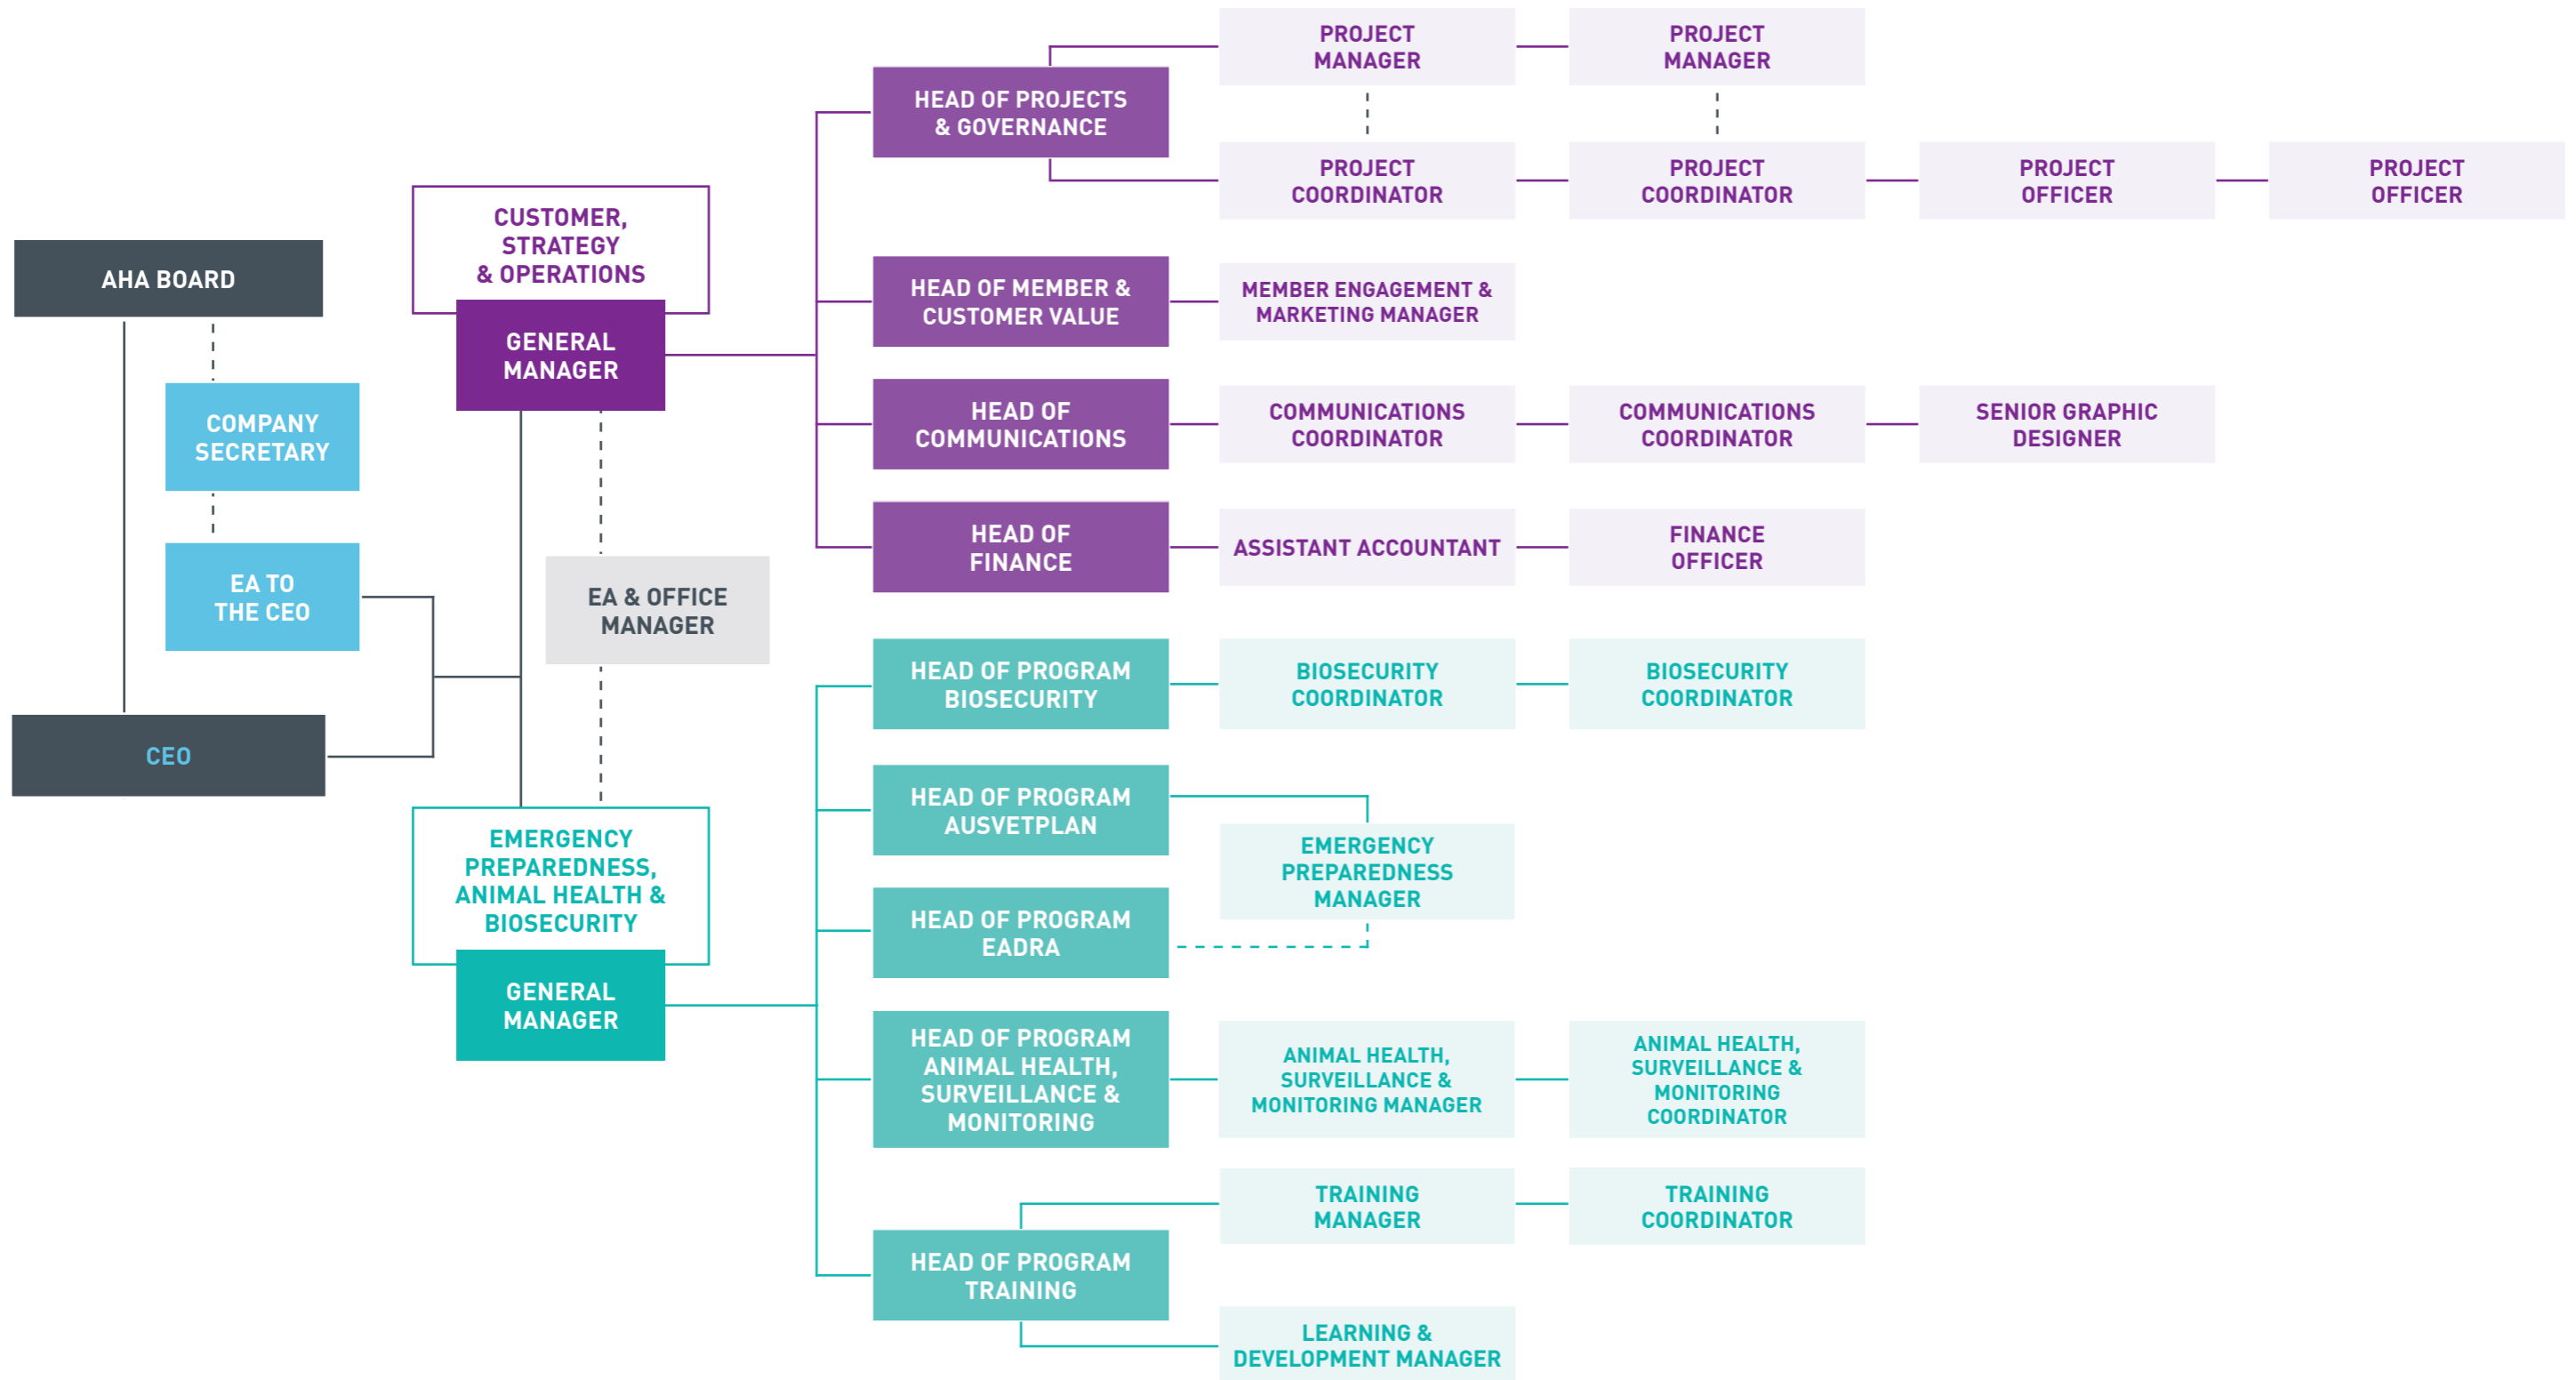 AHA BOARD
COMPANY
SECRETARY
EA TO
THE CEO
CEO
CUSTOMER,
STRATEGY
& OPERATIONS
GENERAL
MANAGER
EA & OFFICE
MANAGER
EMERGENCY
PREPAREDNESS,
ANIMAL HEALTH &
BIOSECURITY
GENERAL
MANAGER
HEAD OF PROJECTS
& GOVERNANCE
PROJECT
MANAGER
PROJECT
MANAGER
PROJECT
COORDINATOR
PROJECT
COORDINATOR
PROJECT
OFFICER
PROJECT
OFFICER
HEAD OF MEMBER &
CUSTOMER VALUE
MEMBER ENGAGEMENT &
MARKETING MANAGER
HEAD OF
COMMUNICATIONS
COMMUNICATIONS
COORDINATOR
COMMUNICATIONS
COORDINATOR
SENIOR GRAPHIC
DESIGNER
HEAD OF
FINANCE
ASSISTANT ACCOUNTANT
FINANCE
OFFICER
HEAD OF PROGRAM
BIOSECURITY
BIOSECURITY
COORDINATOR
BIOSECURITY
COORDINATOR
HEAD OF PROGRAM
AUSVETPLAN
EMERGENCY
PREPAREDNESS
MANAGER
HEAD OF PROGRAM
EADRA
HEAD OF PROGRAM
ANIMAL HEALTH,
SURVEILLANCE &
MONITORING
ANIMAL HEALTH,
SURVEILLANCE &
MONITORING MANAGER
ANIMAL HEALTH,
SURVEILLANCE &
MONITORING
COORDINATOR
HEAD OF PROGRAM
TRAINING
TRAINING
MANAGER
TRAINING
COORDINATOR
LEARNING &
DEVELOPMENT MANAGER